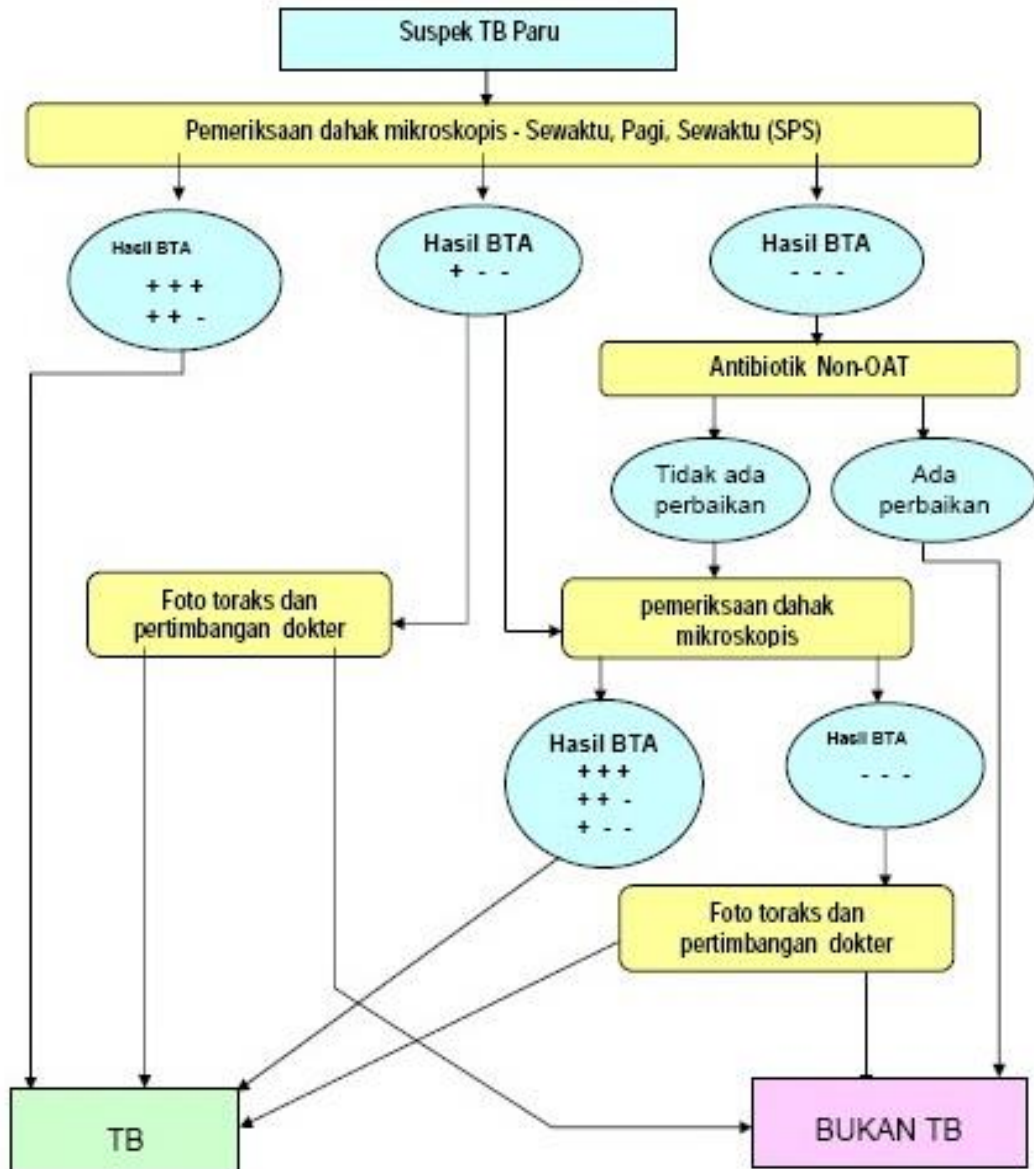 Suspek TB Paru
Pemeriksaan dahak mikroskopis - Sewaktu, Pagi, Sewaktu (SPS)
Hasil BTA
+ + +
+ + -
Hasil BTA
+ - -
Hasil BTA
- - -
Antibiotik Non-OAT
Tidak ada
perbaikan
Ada
perbaikan
Foto toraks dan
pertimbangan dokter
pemeriksaan dahak
mikroskopis
Hasil BTA
+ + +
+ + -
+ - -
Hasil BTA
- - -
Foto toraks dan
pertimbangan dokter
TB
BUKAN TB